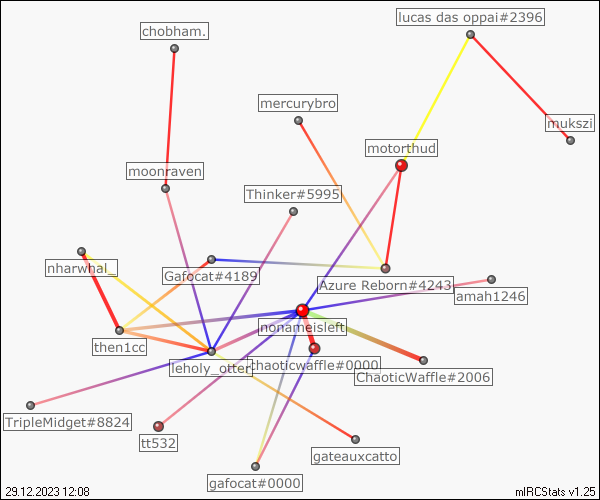 lucas das oppai#2396
chobham.
mercurybro
mukszi
motorthud
moonraven
Thinker#5995
nharwhal_
Gafocat#4189
Azure Reborn#4243
amah1246
nonameisleft
then1cc
leholy_otter
chaoticwaffle#0000
ChaoticWaffle#2006
TripleMidget#8824
tt532
gateauxcatto
gafocat#0000
29.12.2023 12:08
mIRCStats v1.25